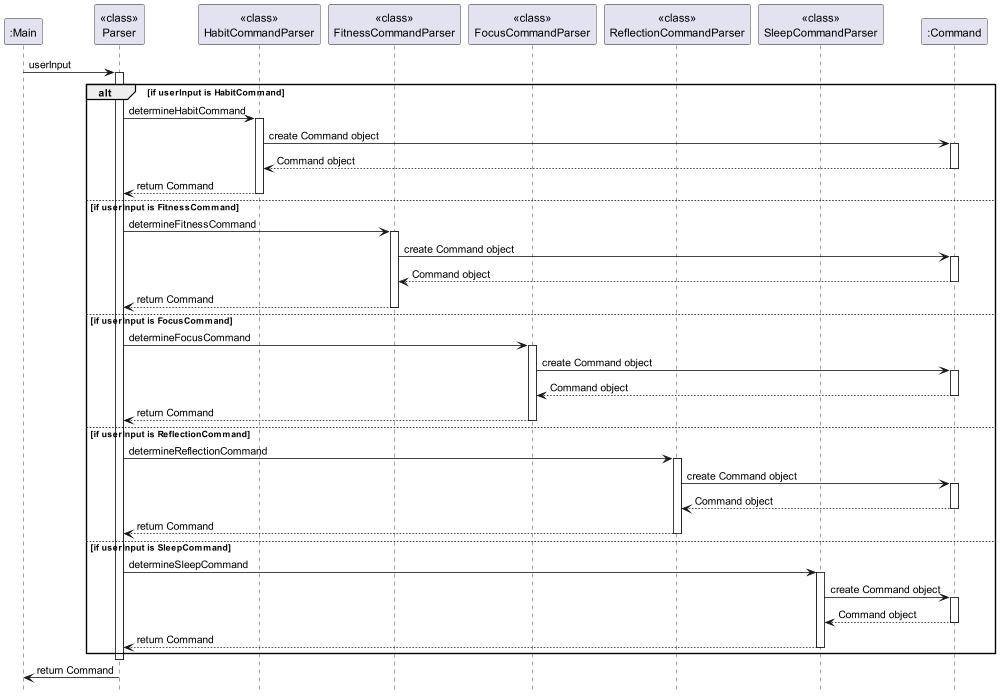 :Main
«class»
Parser
«class»
HabitCommandParser
«class»
FitnessCommandParser
«class»
FocusCommandParser
«class»
ReflectionCommandParser
«class»
SleepCommandParser
:Command
userInput
alt
[if userInput is HabitCommand]
determineHabitCommand
create Command object
Command object
return Command
[if userInput is FitnessCommand]
determineFitnessCommand
create Command object
Command object
return Command
[if userInput is FocusCommand]
determineFocusCommand
create Command object
Command object
return Command
[if userInput is ReflectionCommand]
determineReflectionCommand
create Command object
Command object
return Command
[if userInput is SleepCommand]
determineSleepCommand
create Command object
Command object
return Command
return Command